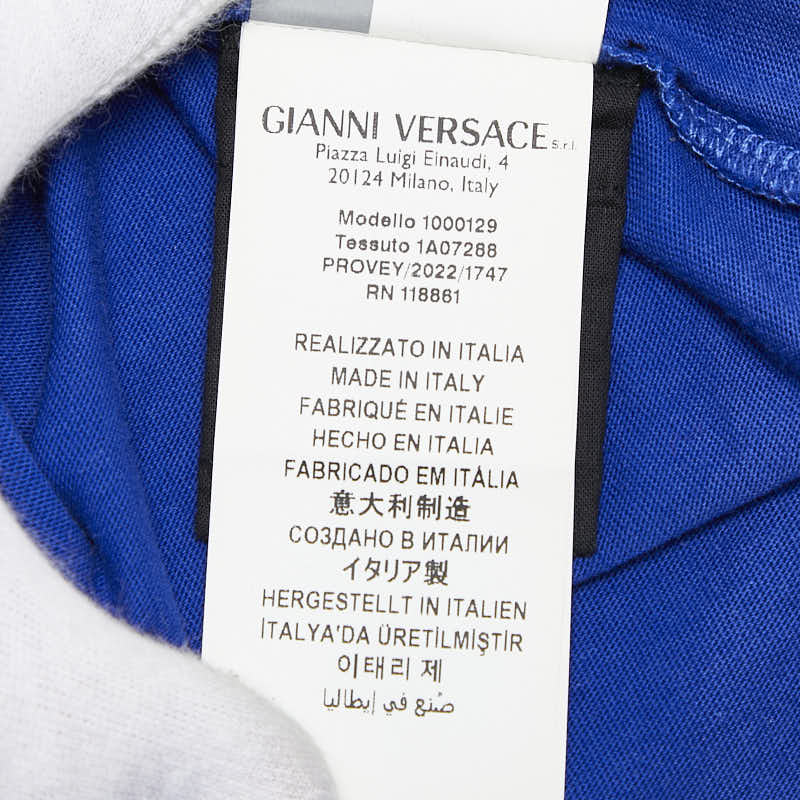 GIANNI VERSACE S.r.l.
Piazza Luigi Einaudi, 4
20124 Milano, Italy
Modello 1000129
Tessuto 1A07288
PROVEY/2022/1747
RN 118861
REALIZZATO IN ITALIA
MADE IN ITALY
FABRIQUÉ EN ITALIE
HECHO EN ITALIA
FABRICADO EM ITÁLIA
意大利制造
СОЗДАНО В ИТАЛИИ
イタリア製
HERGESTELLT IN ITALIEN
İTALYA'DA ÜRETİLMİŞTİR
이태리 제
صُنع في إيطاليا